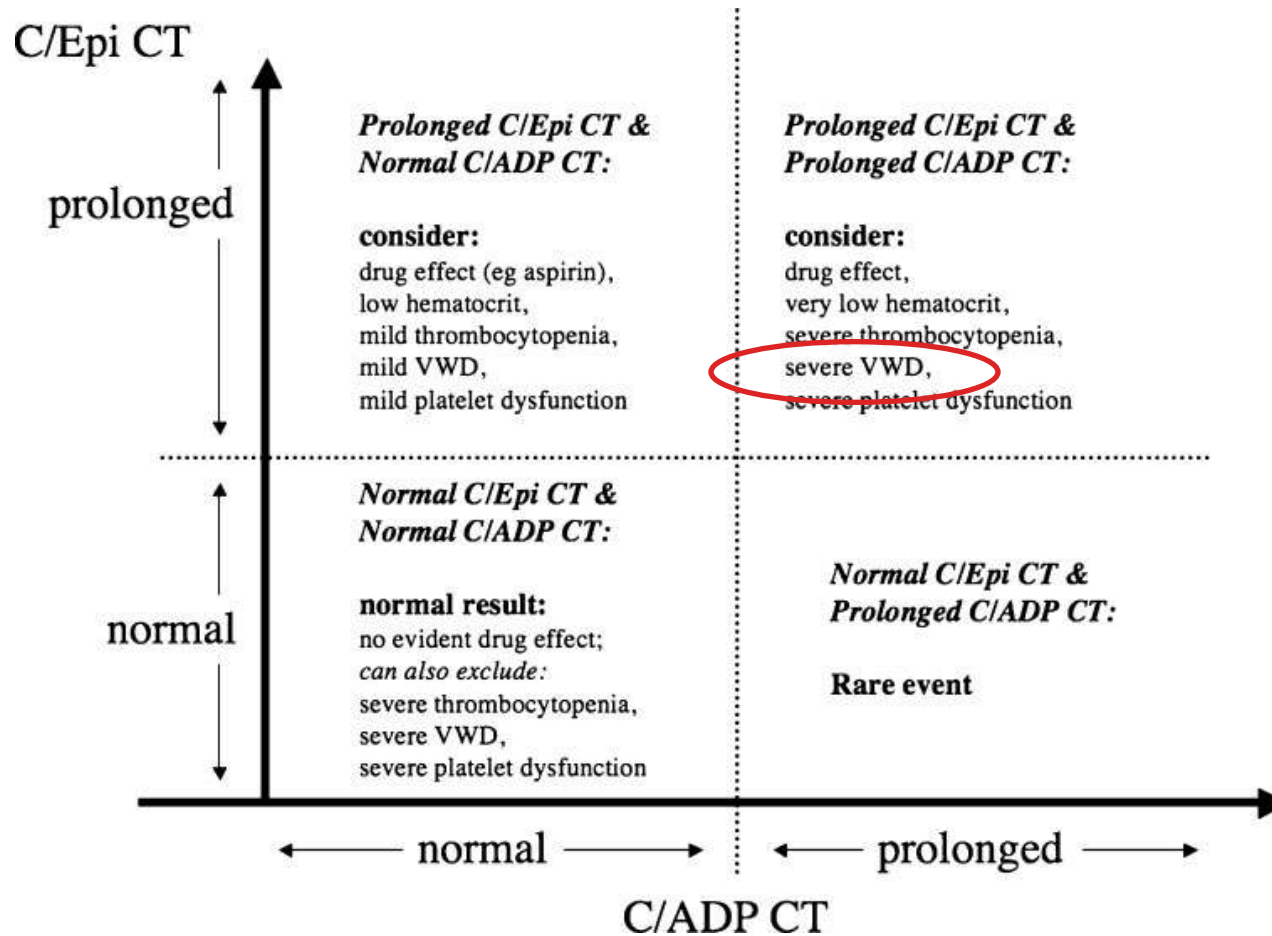 C/Epi CT
prolonged
Prolonged C/Epi CT &
Normal C/ADP CT:
consider:
drug effect (eg aspirin),
low hematocrit,
mild thrombocytopenia,
mild VWD,
mild platelet dysfunction
Prolonged C/Epi CT &
Prolonged C/ADP CT:
consider:
drug effect,
very low hematocrit,
severe thrombocytopenia,
severe VWD,
severe platelet dysfunction
normal
Normal C/Epi CT &
Normal C/ADP CT:
normal result:
no evident drug effect;
can also exclude:
severe thrombocytopenia,
severe VWD,
severe platelet dysfunction
Normal C/Epi CT &
Prolonged C/ADP CT:
Rare event
normal
prolonged
C/ADP CT